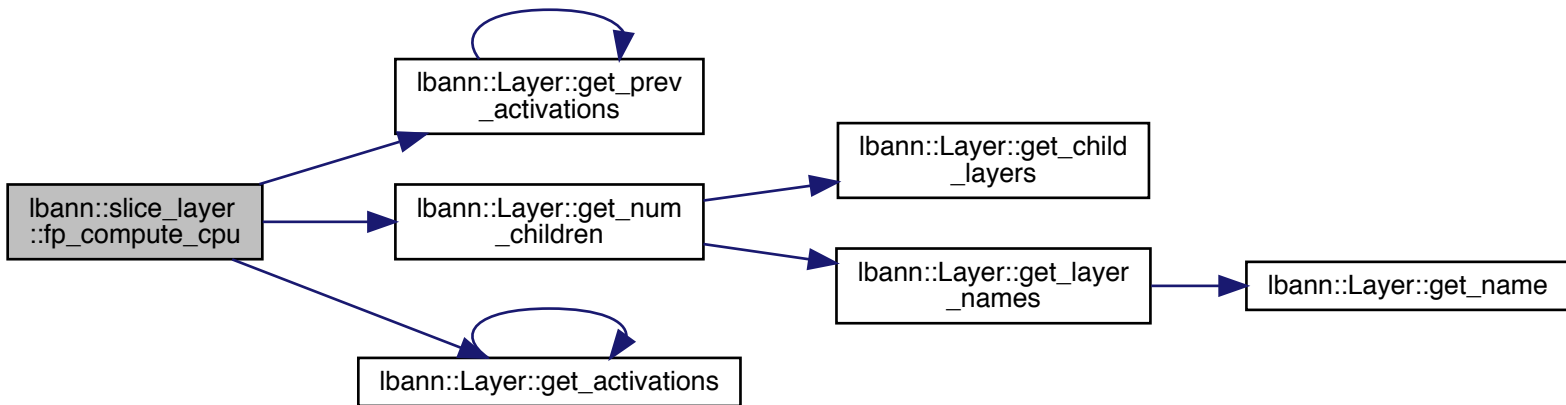 lbann::slice_layer
::fp_compute_cpu
lbann::Layer::get_prev
_activations
lbann::Layer::get_num
_children
lbann::Layer::get_activations
lbann::Layer::get_child
_layers
lbann::Layer::get_layer
_names
lbann::Layer::get_name